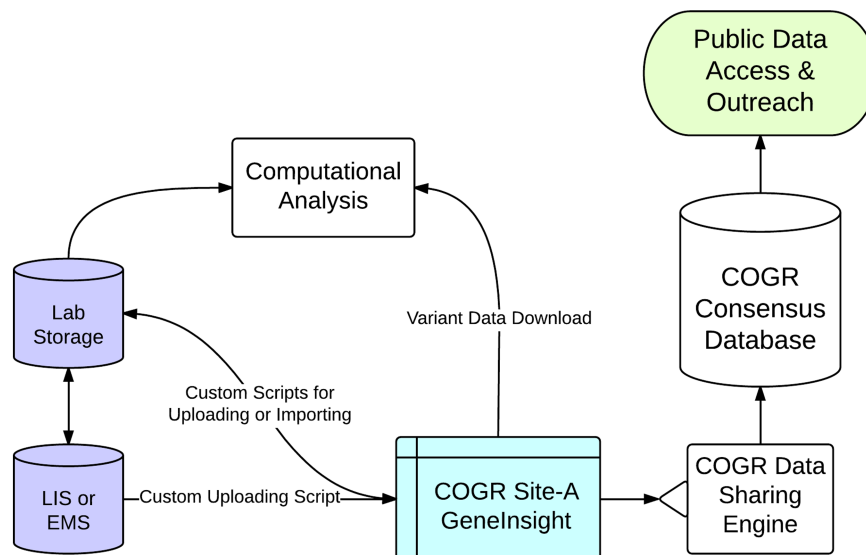 Public Data
Access &
Outreach
Computational
Analysis
COGR
Consensus
Database
Lab
Storage
Variant Data Download
Custom Scripts for
Uploading or Importing
COGR Data
Sharing
Engine
LIS or
EMS
Custom Uploading Script
COGR Site-A
GeneInsight